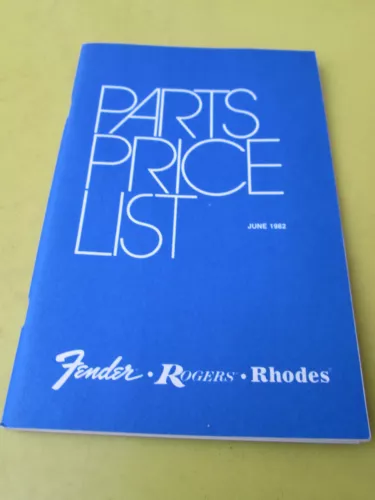 PARTS
PRICE
LIST
JUNE 1982
Fender • ROGERS • Rhodes